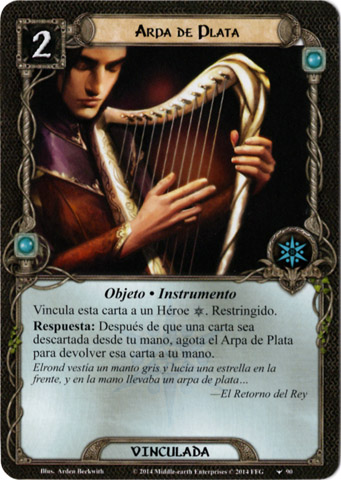 2
Arpa de Plata
Objeto • Instrumento
Vincula esta carta a un Héroe. Restringido.
Respuesta: Después de que una carta sea
descartada desde tu mano, agota el Arpa de Plata
para devolver esa carta a tu mano.
Elrond vestía un manto gris y lucía una estrella en la
frente, y en la mano llevaba un arpa de plata…
—El Retorno del Rey
VINCULADA
Illus. Arden Beckwith
© 2014 Middle-earth Enterprises © 2014 FFG
90